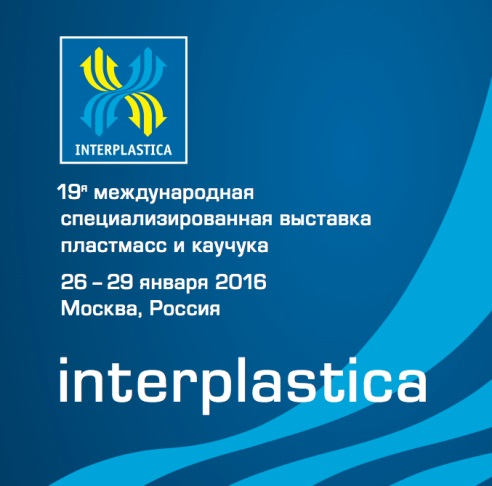 INTERPLASTICA
19я международная
специализированная выставка
пластмасс и каучука
26 – 29 января 2016
Москва, Россия
interplastica